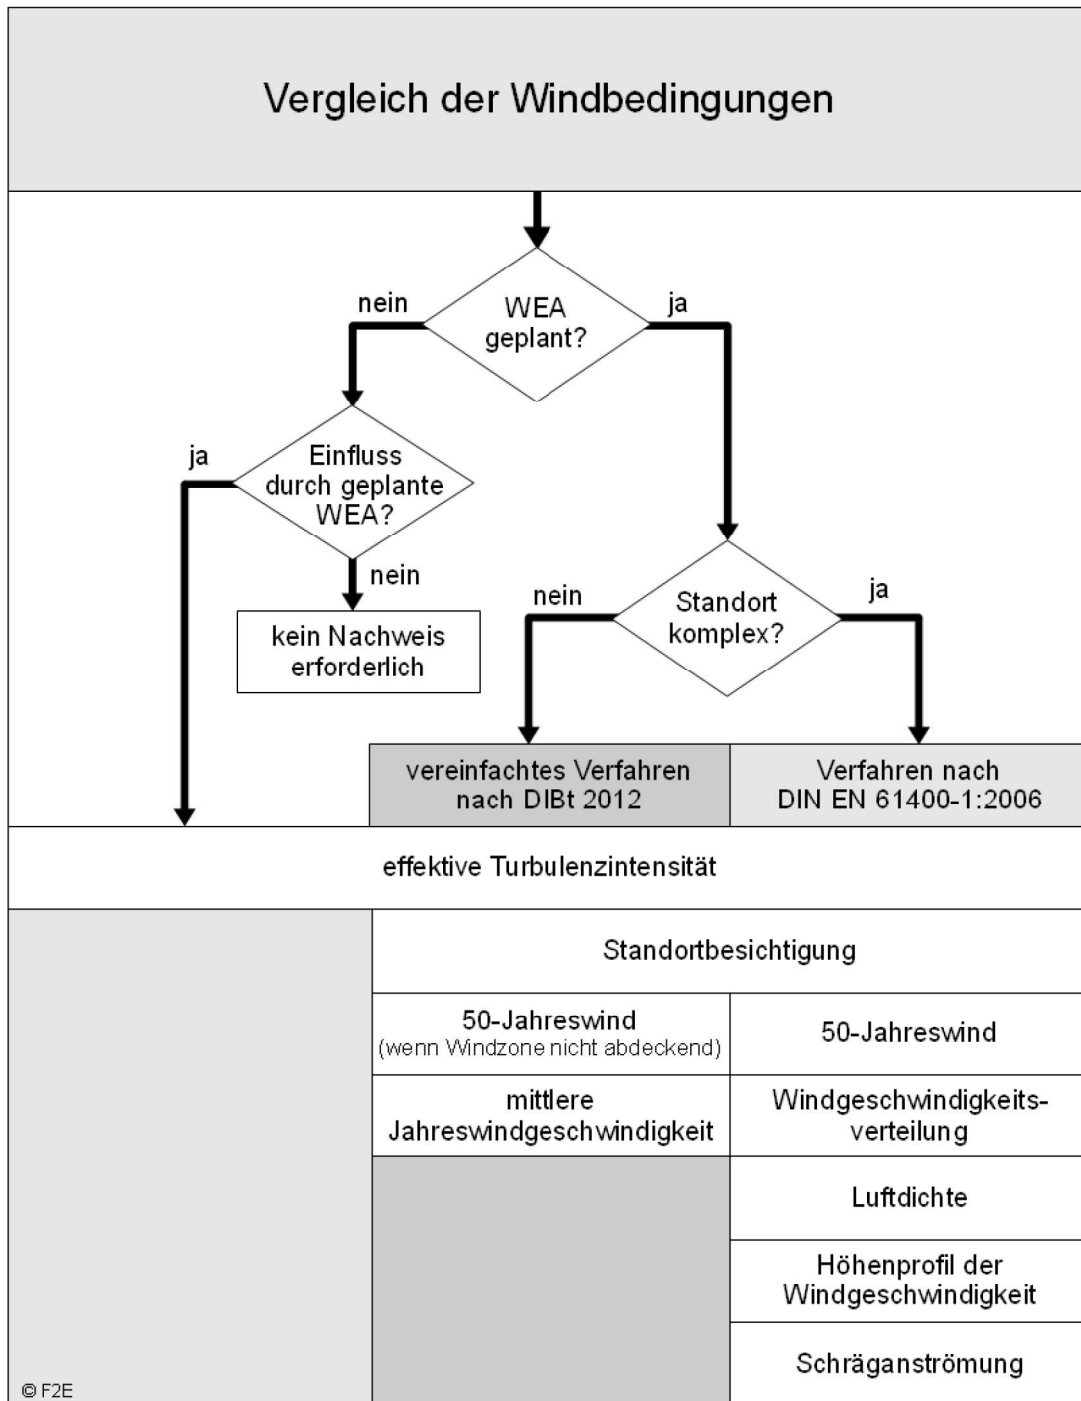 Vergleich der Windbedingungen
nein
WEA
geplant?
ja
ja
Einfluss
durch geplante
WEA?
nein
kein Nachweis
erforderlich
nein
Standort
komplex?
ja
vereinfachtes Verfahren
nach DIBt 2012
Verfahren nach
DIN EN 61400-1:2006
effektive Turbulenzintensität
Standortbesichtigung
50-Jahreswind
(wenn Windzone nicht abdeckend)
50-Jahreswind
mittlere
Jahreswindgeschwindigkeit
Windgeschwindigkeits-
verteilung
Luftdichte
Höhenprofil der
Windgeschwindigkeit
Schräganströmung
© F2E